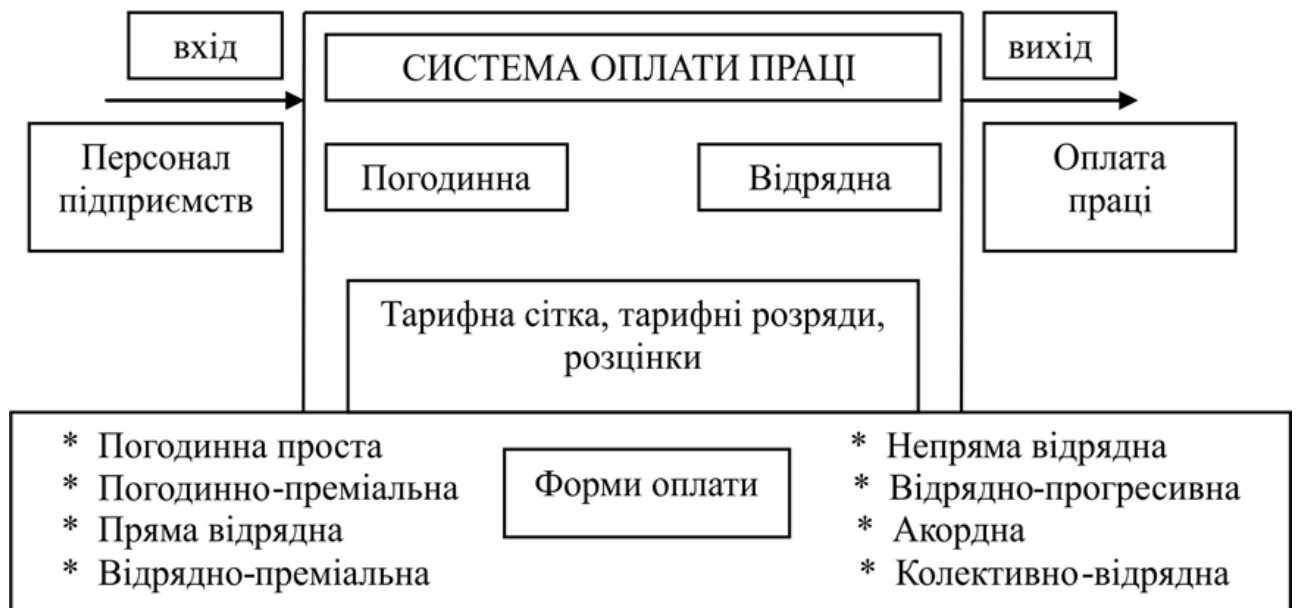 вхід
СИСТЕМА ОПЛАТИ ПРАЦІ
вихід
Персонал
підприємств
Погодинна
Відрядна
Оплата
праці
Тарифна сітка, тарифні розряди,
розцінки
* Погодинна проста
* Погодинно-преміальна
* Пряма відрядна
* Відрядно-преміальна
Форми оплати
* Непряма відрядна
* Відрядно-прогресивна
* Акордна
* Колективно-відрядна